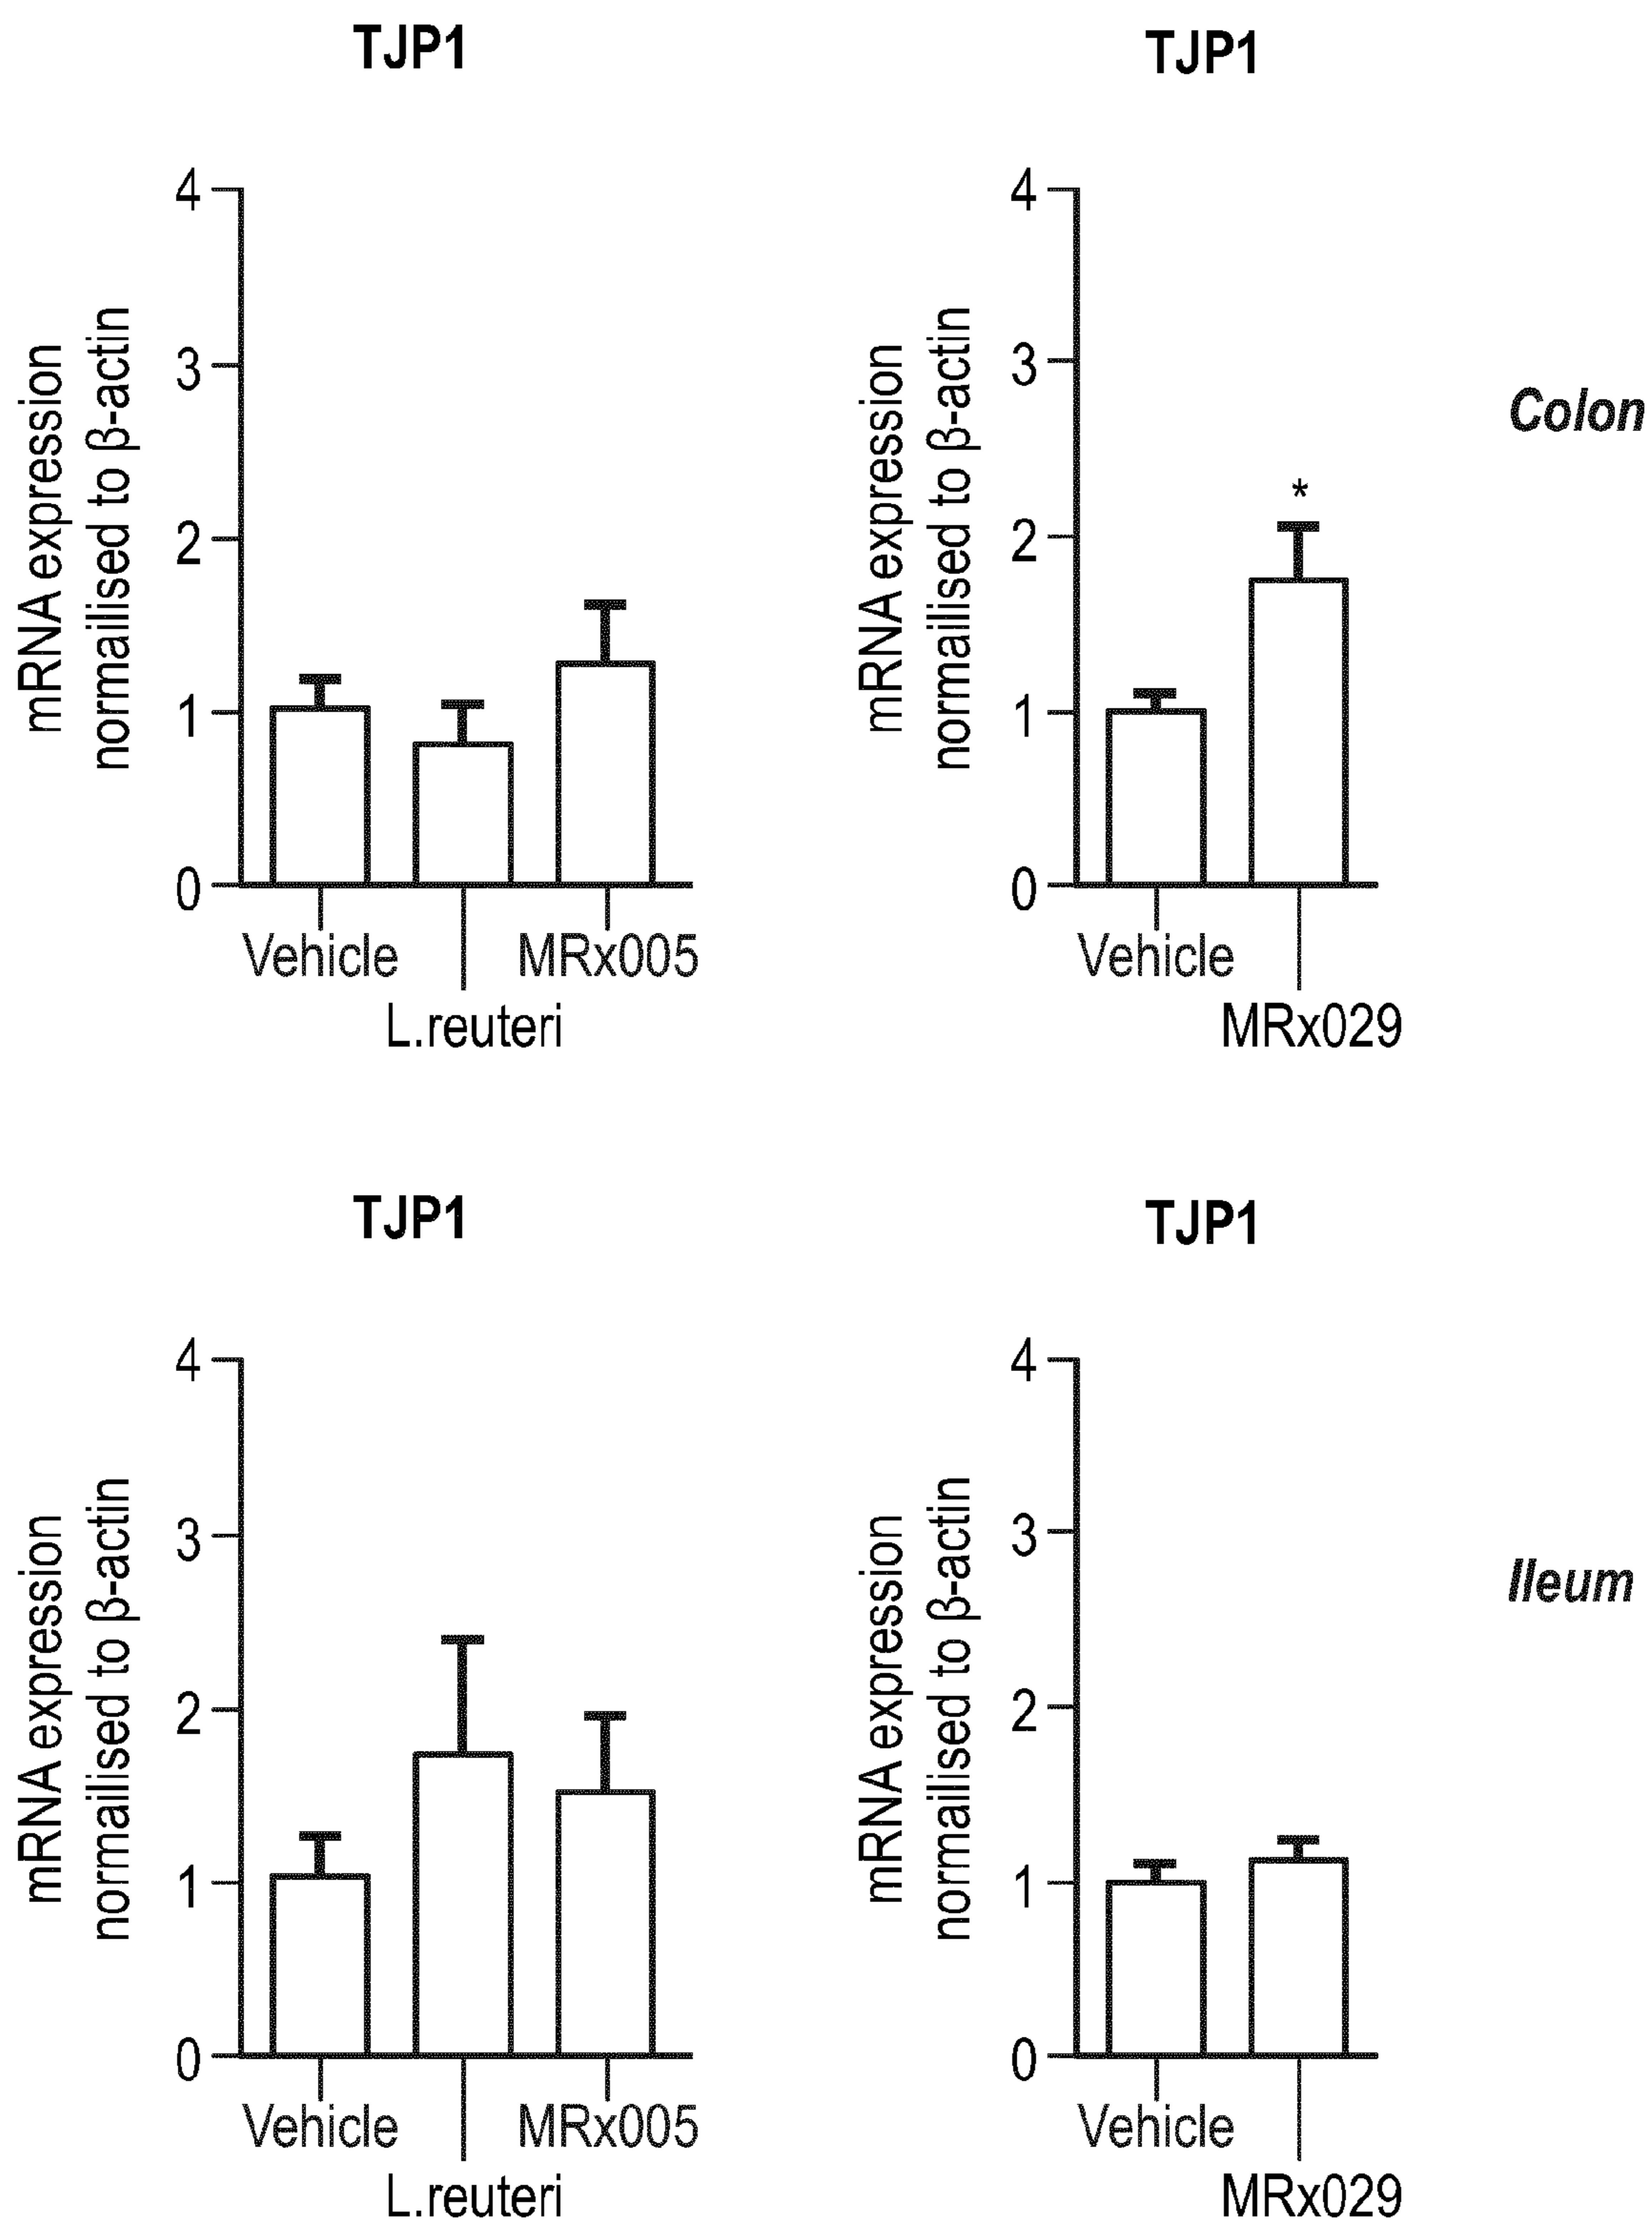 TJP1
mRNA expression
normailised to β-actin
4
3
2
1
0
Vehicle
L.reuteri
MRx005
TJP1
mRNA expression
normailised to β-actin
4
3
2
1
0
*
Vehicle
MRx029
Colon
TJP1
mRNA expression
normailised to β-actin
4
3
2
1
0
Vehicle
L.reuteri
MRx005
TJP1
mRNA expression
normailised to β-actin
4
3
2
1
0
Vehicle
MRx029
Ileum